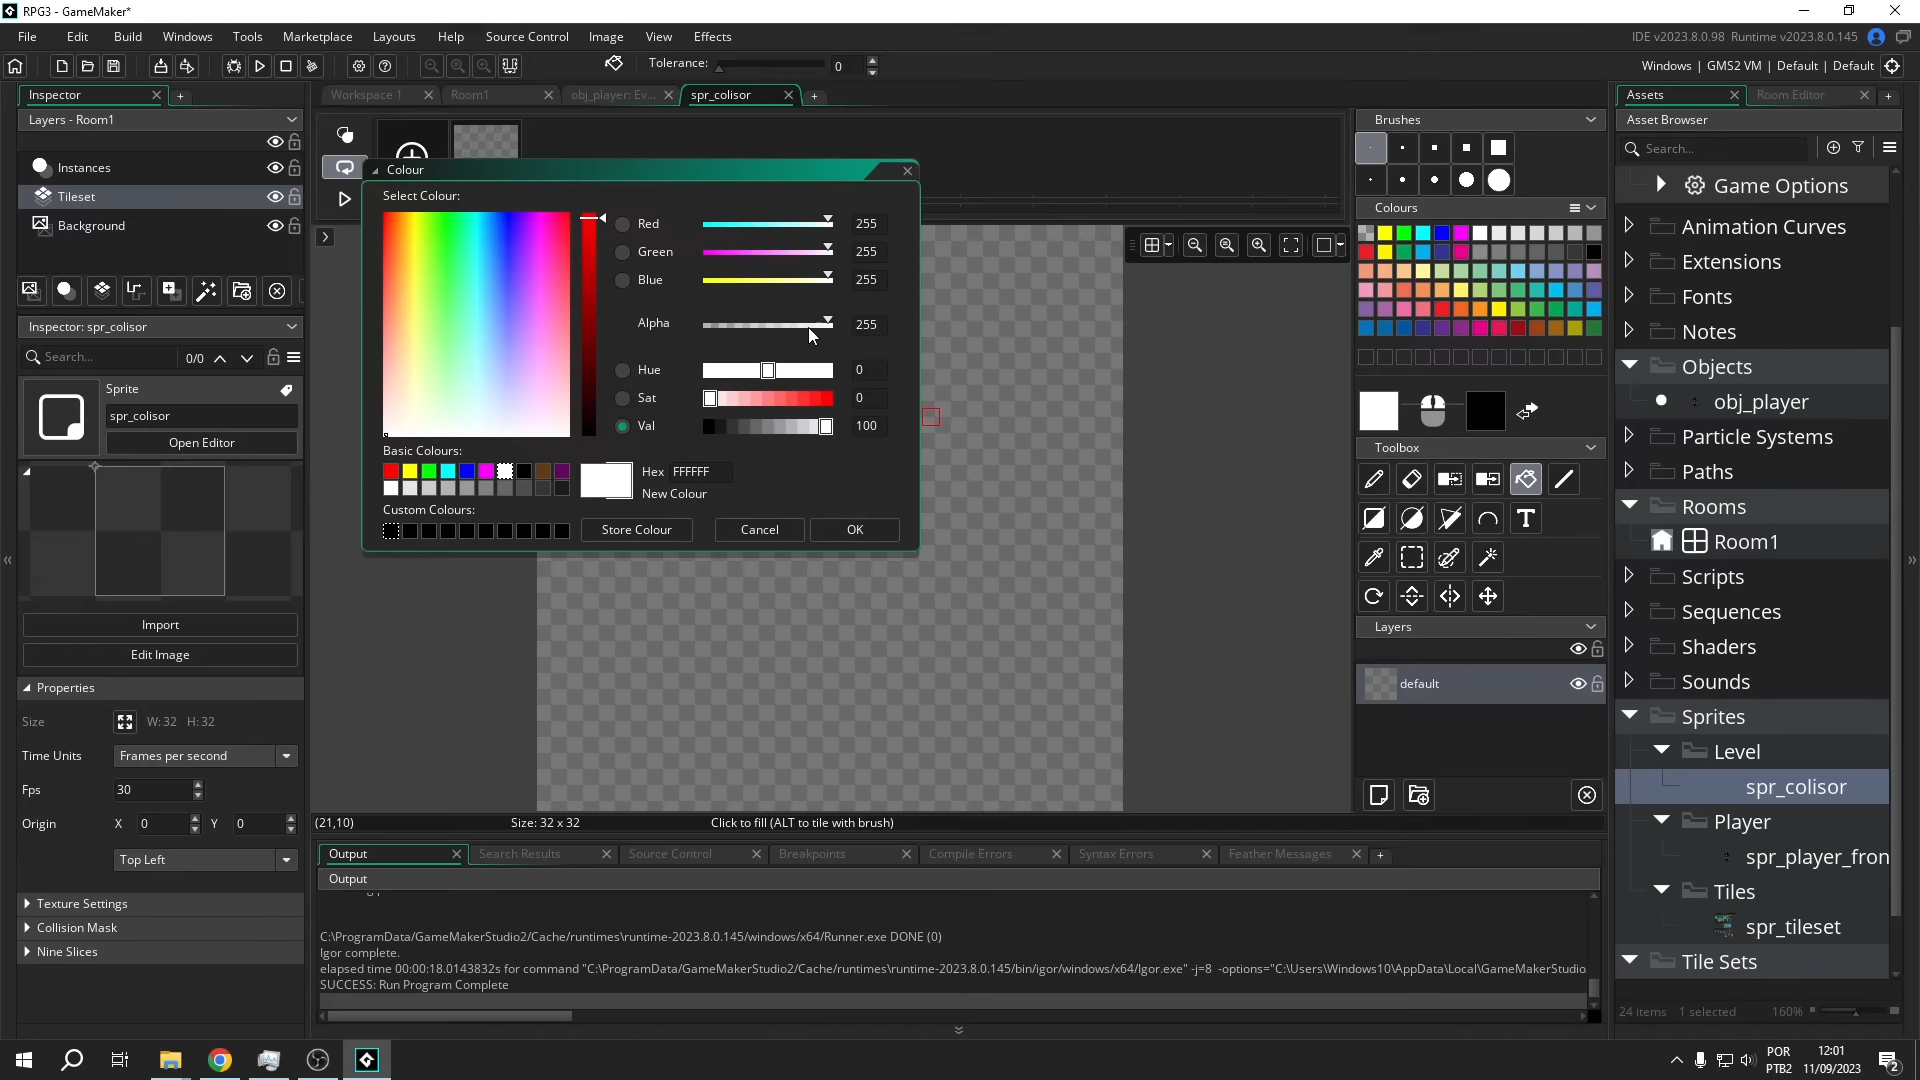 RPG3 - GameMaker*
File Edit Build Windows Tools Marketplace Layouts Help Source Control Image View Effects
IDE v2023.8.0.98 Runtime v2023.8.0.145
Tolerance: 0
Windows | GMS2 VM | Default | Default
Inspector
Workspace 1
Room1
obj_player: Ev...
spr_colisor
Assets
Room Editor
Layers - Room1
Instances
Tileset
Background
Inspector: spr_colisor
Search...
0/0
Sprite
spr_colisor
Open Editor
Import
Edit Image
Properties
Size W: 32 H: 32
Time Units Frames per second
Fps 30
Origin X 0 Y 0
Top Left
Texture Settings
Collision Mask
Nine Slices
Colour
Select Colour:
Red 255
Green 255
Blue 255
Alpha 255
Hue 0
Sat 0
Val 100
Basic Colours:
Hex FFFFFF
New Colour
Custom Colours:
Store Colour
Cancel
OK
(21,10)
Size: 32 x 32
Click to fill (ALT to tile with brush)
Brushes
Colours
Toolbox
T
Layers
default
Output
Search Results
Source Control
Breakpoints
Compile Errors
Syntax Errors
Feather Messages
Output
C:\ProgramData/GameMakerStudio2/Cache/runtimes\runtime-2023.8.0.145/windows/x64/Runner.exe DONE (0)
Igor complete.
elapsed time 00:00:18.0143832s for command "C:\ProgramData/GameMakerStudio2/Cache/runtimes\runtime-2023.8.0.145/bin/igor/windows/x64/Igor.exe" -j=8 -options="C:\Users\Windows10\AppData\Local\GameMakerStudio
SUCCESS: Run Program Complete
Asset Browser
Search...
Game Options
Animation Curves
Extensions
Fonts
Notes
Objects
obj_player
Particle Systems
Paths
Rooms
Room1
Scripts
Sequences
Shaders
Sounds
Sprites
Level
spr_colisor
Player
spr_player_fron
Tiles
spr_tileset
Tile Sets
24 items 1 selected 160%
POR
PTB2
12:01
11/09/2023
2